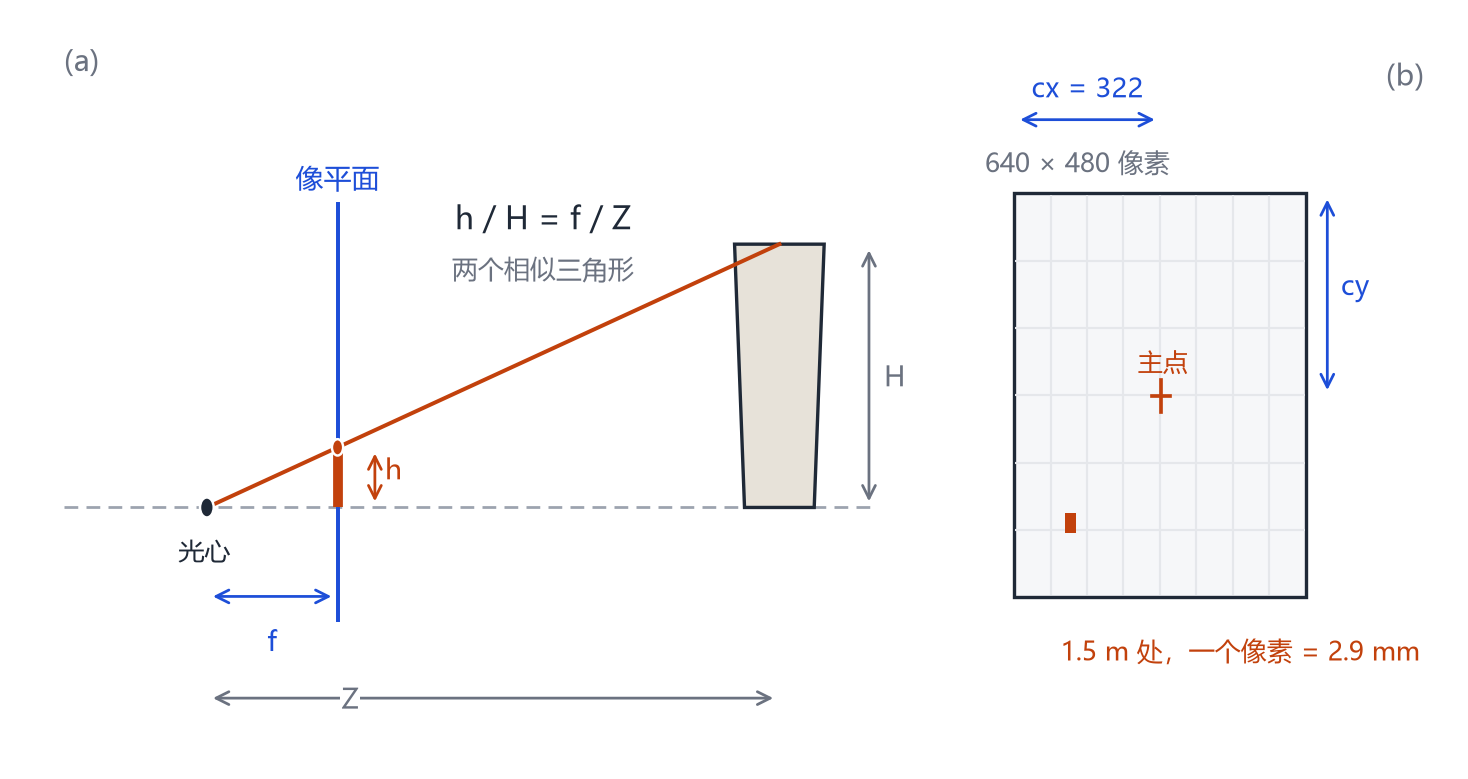 (a)
像平面
h / H = f / Z
两个相似三角形
H
h
光心
f
Z
(b)
cx = 322
640 × 480 像素
cy
主点
1.5 m 处，一个像素 = 2.9 mm